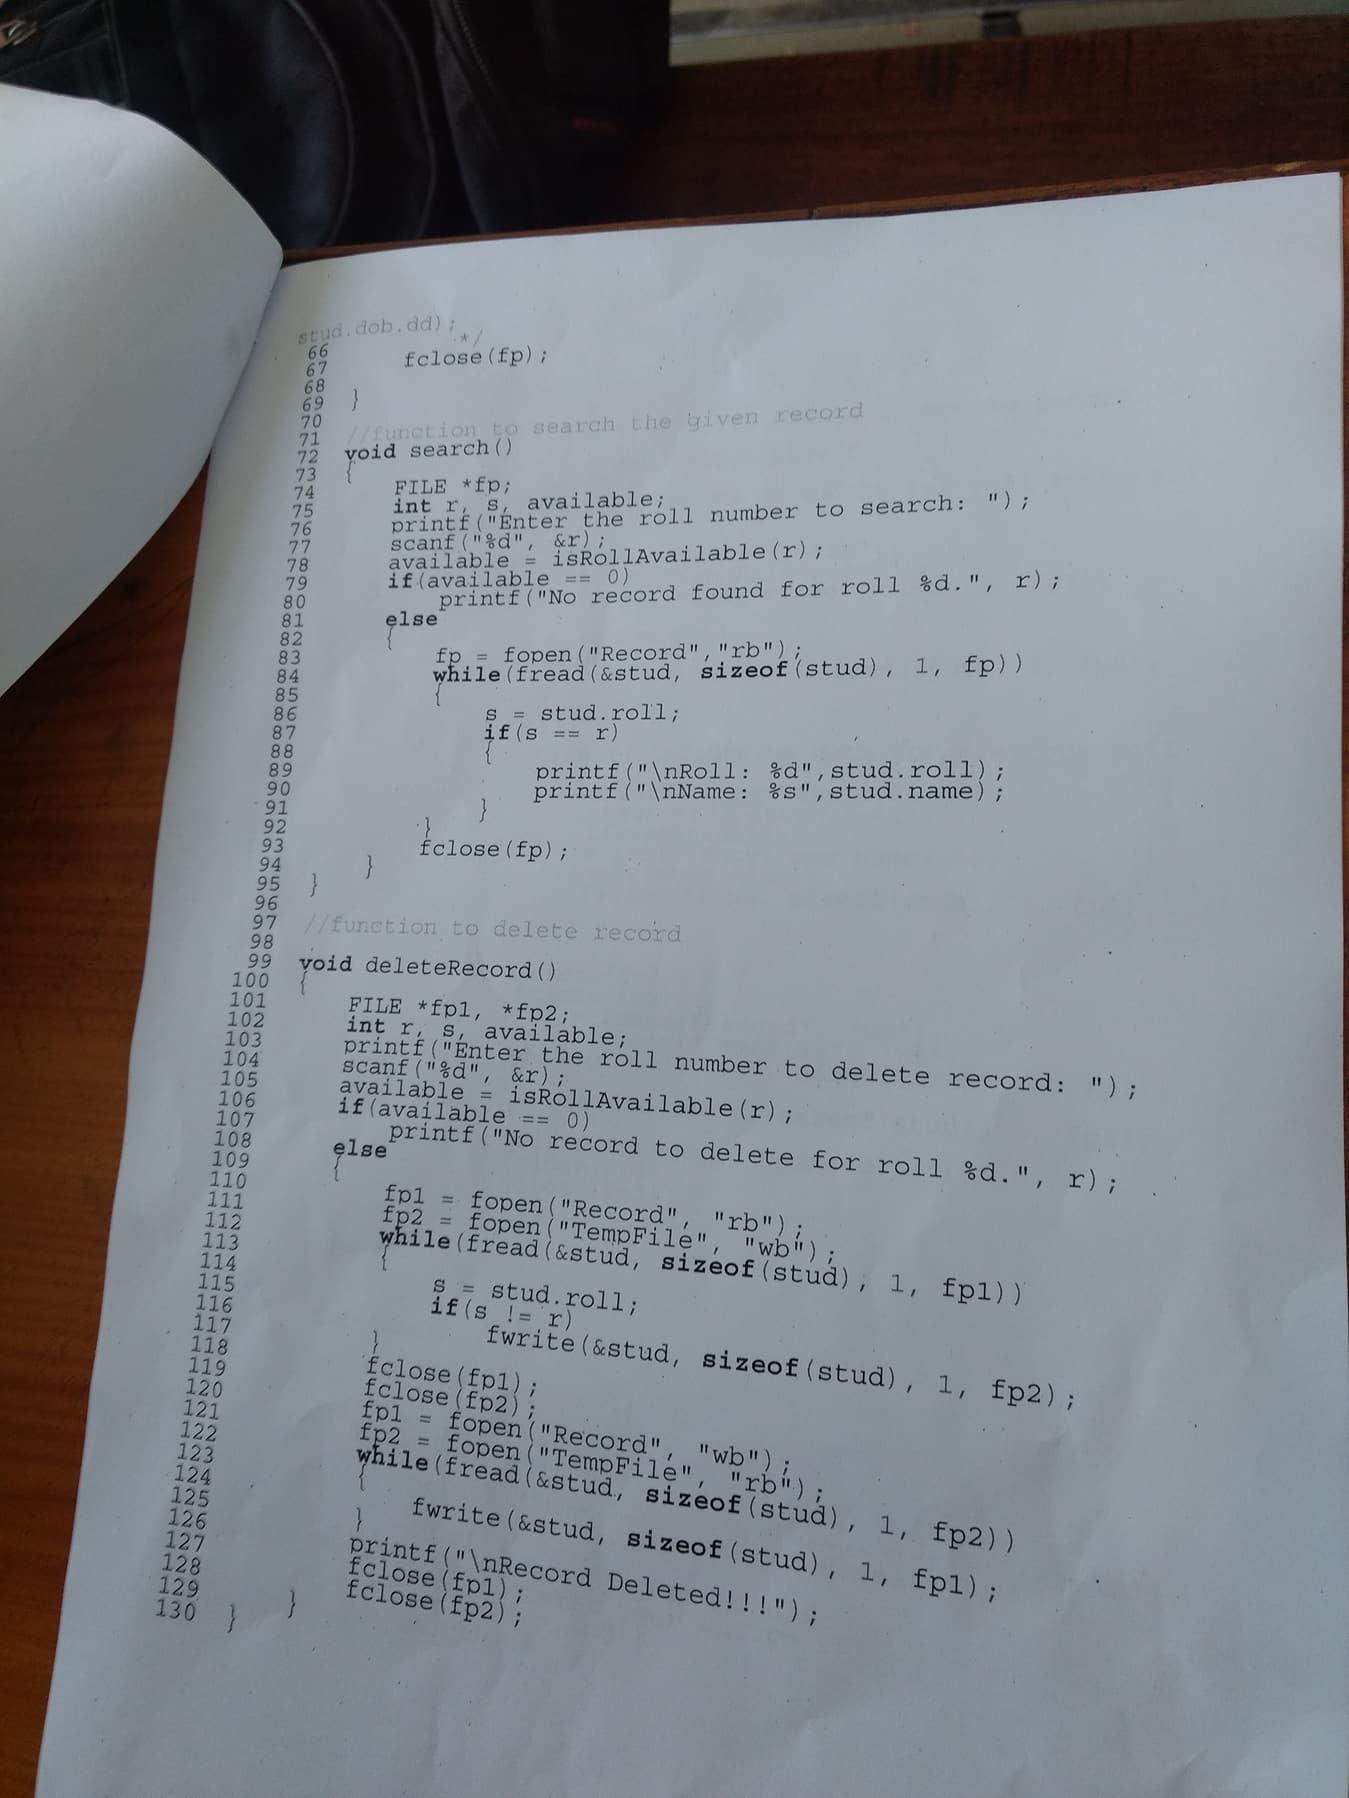 stud.dob.dd);
66 */
67 fclose(fp);
68
69 }
70
71 //function to search the given record
72 void search()
73 {
74 FILE *fp;
75 int r, s, available;
76 printf("Enter the roll number to search: ");
77 scanf("%d", &r);
78 available = isRollAvailable(r);
79 if(available == 0)
80 printf("No record found for roll %d.", r);
81 else
82 {
83 fp = fopen("Record","rb");
84 while(fread(&stud, sizeof(stud), 1, fp))
85 {
86 s = stud.roll;
87 if(s == r)
88 {
89 printf("\nRoll: %d",stud.roll);
90 printf("\nName: %s",stud.name);
91 }
92 }
93 fclose(fp);
94 }
95 }
96
97 //function to delete record
98
99 void deleteRecord()
100 {
101 FILE *fp1, *fp2;
102 int r, s, available;
103 printf("Enter the roll number to delete record: ");
104 scanf("%d", &r);
105 available = isRollAvailable(r);
106 if(available == 0)
107 printf("No record to delete for roll %d.", r);
108 else
109 {
110 fp1 = fopen("Record", "rb");
111 fp2 = fopen("TempFile", "wb");
112 while(fread(&stud, sizeof(stud), 1, fp1))
113 {
114 s = stud.roll;
115 if(s != r)
116 fwrite(&stud, sizeof(stud), 1, fp2);
117 }
118 fclose(fp1);
119 fclose(fp2);
120 fp1 = fopen("Record", "wb");
121 fp2 = fopen("TempFile", "rb");
122 while(fread(&stud, sizeof(stud), 1, fp2))
123 {
124 fwrite(&stud, sizeof(stud), 1, fp1);
125 }
126 printf("\nRecord Deleted!!!");
127 fclose(fp1);
128 fclose(fp2);
129 }
130 }